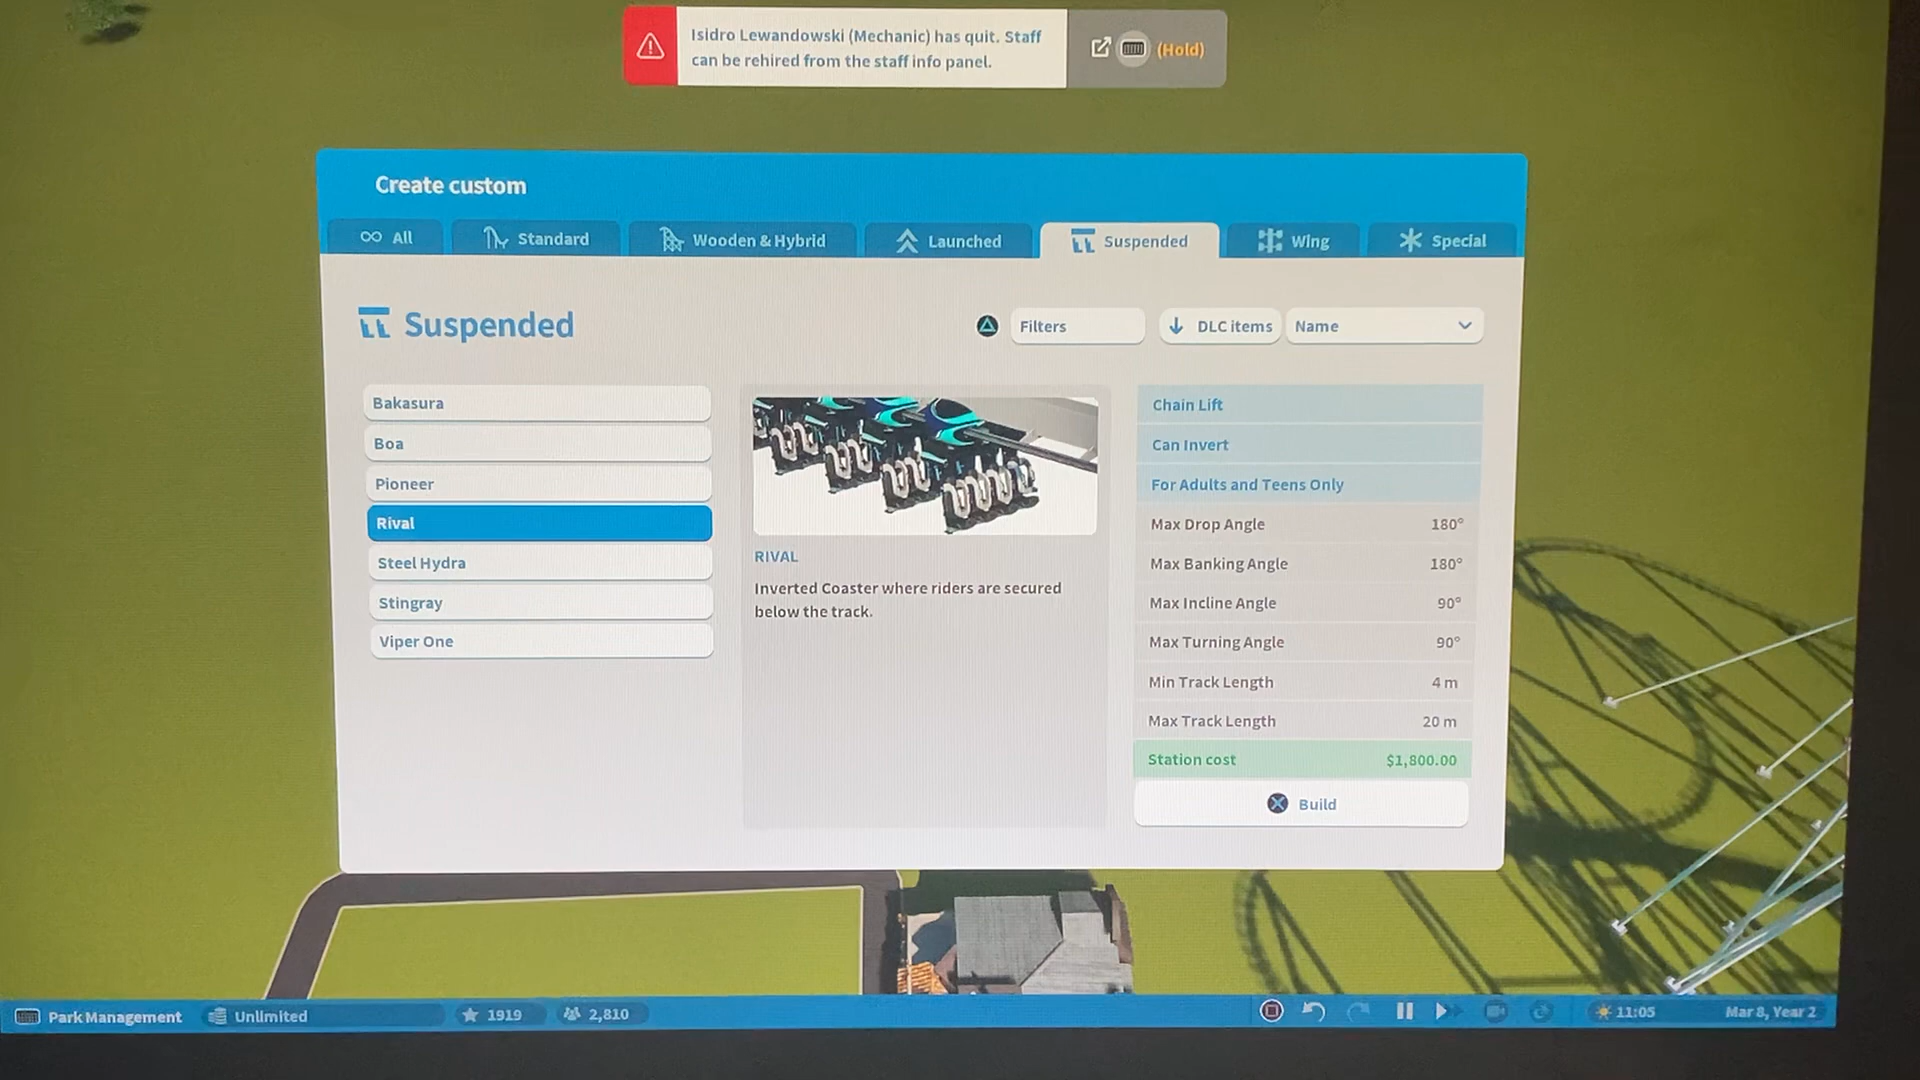 Isidro Lewandowski (Mechanic) has quit. Staff
can be rehired from the staff info panel.
(Hold)
Create custom
All
Standard
Wooden & Hybrid
Launched
Suspended
Wing
Special
Suspended
Filters
DLC items
Name
Bakasura
Boa
Pioneer
Rival
Steel Hydra
Stingray
Viper One
RIVAL
Inverted Coaster where riders are secured
below the track.
Chain Lift
Can Invert
For Adults and Teens Only
Max Drop Angle 180°
Max Banking Angle 180°
Max Incline Angle 90°
Max Turning Angle 90°
Min Track Length 4 m
Max Track Length 20 m
Station cost $1,800.00
Build
Park Management
Unlimited
1919
2,810
11:05
Mar 8, Year 2